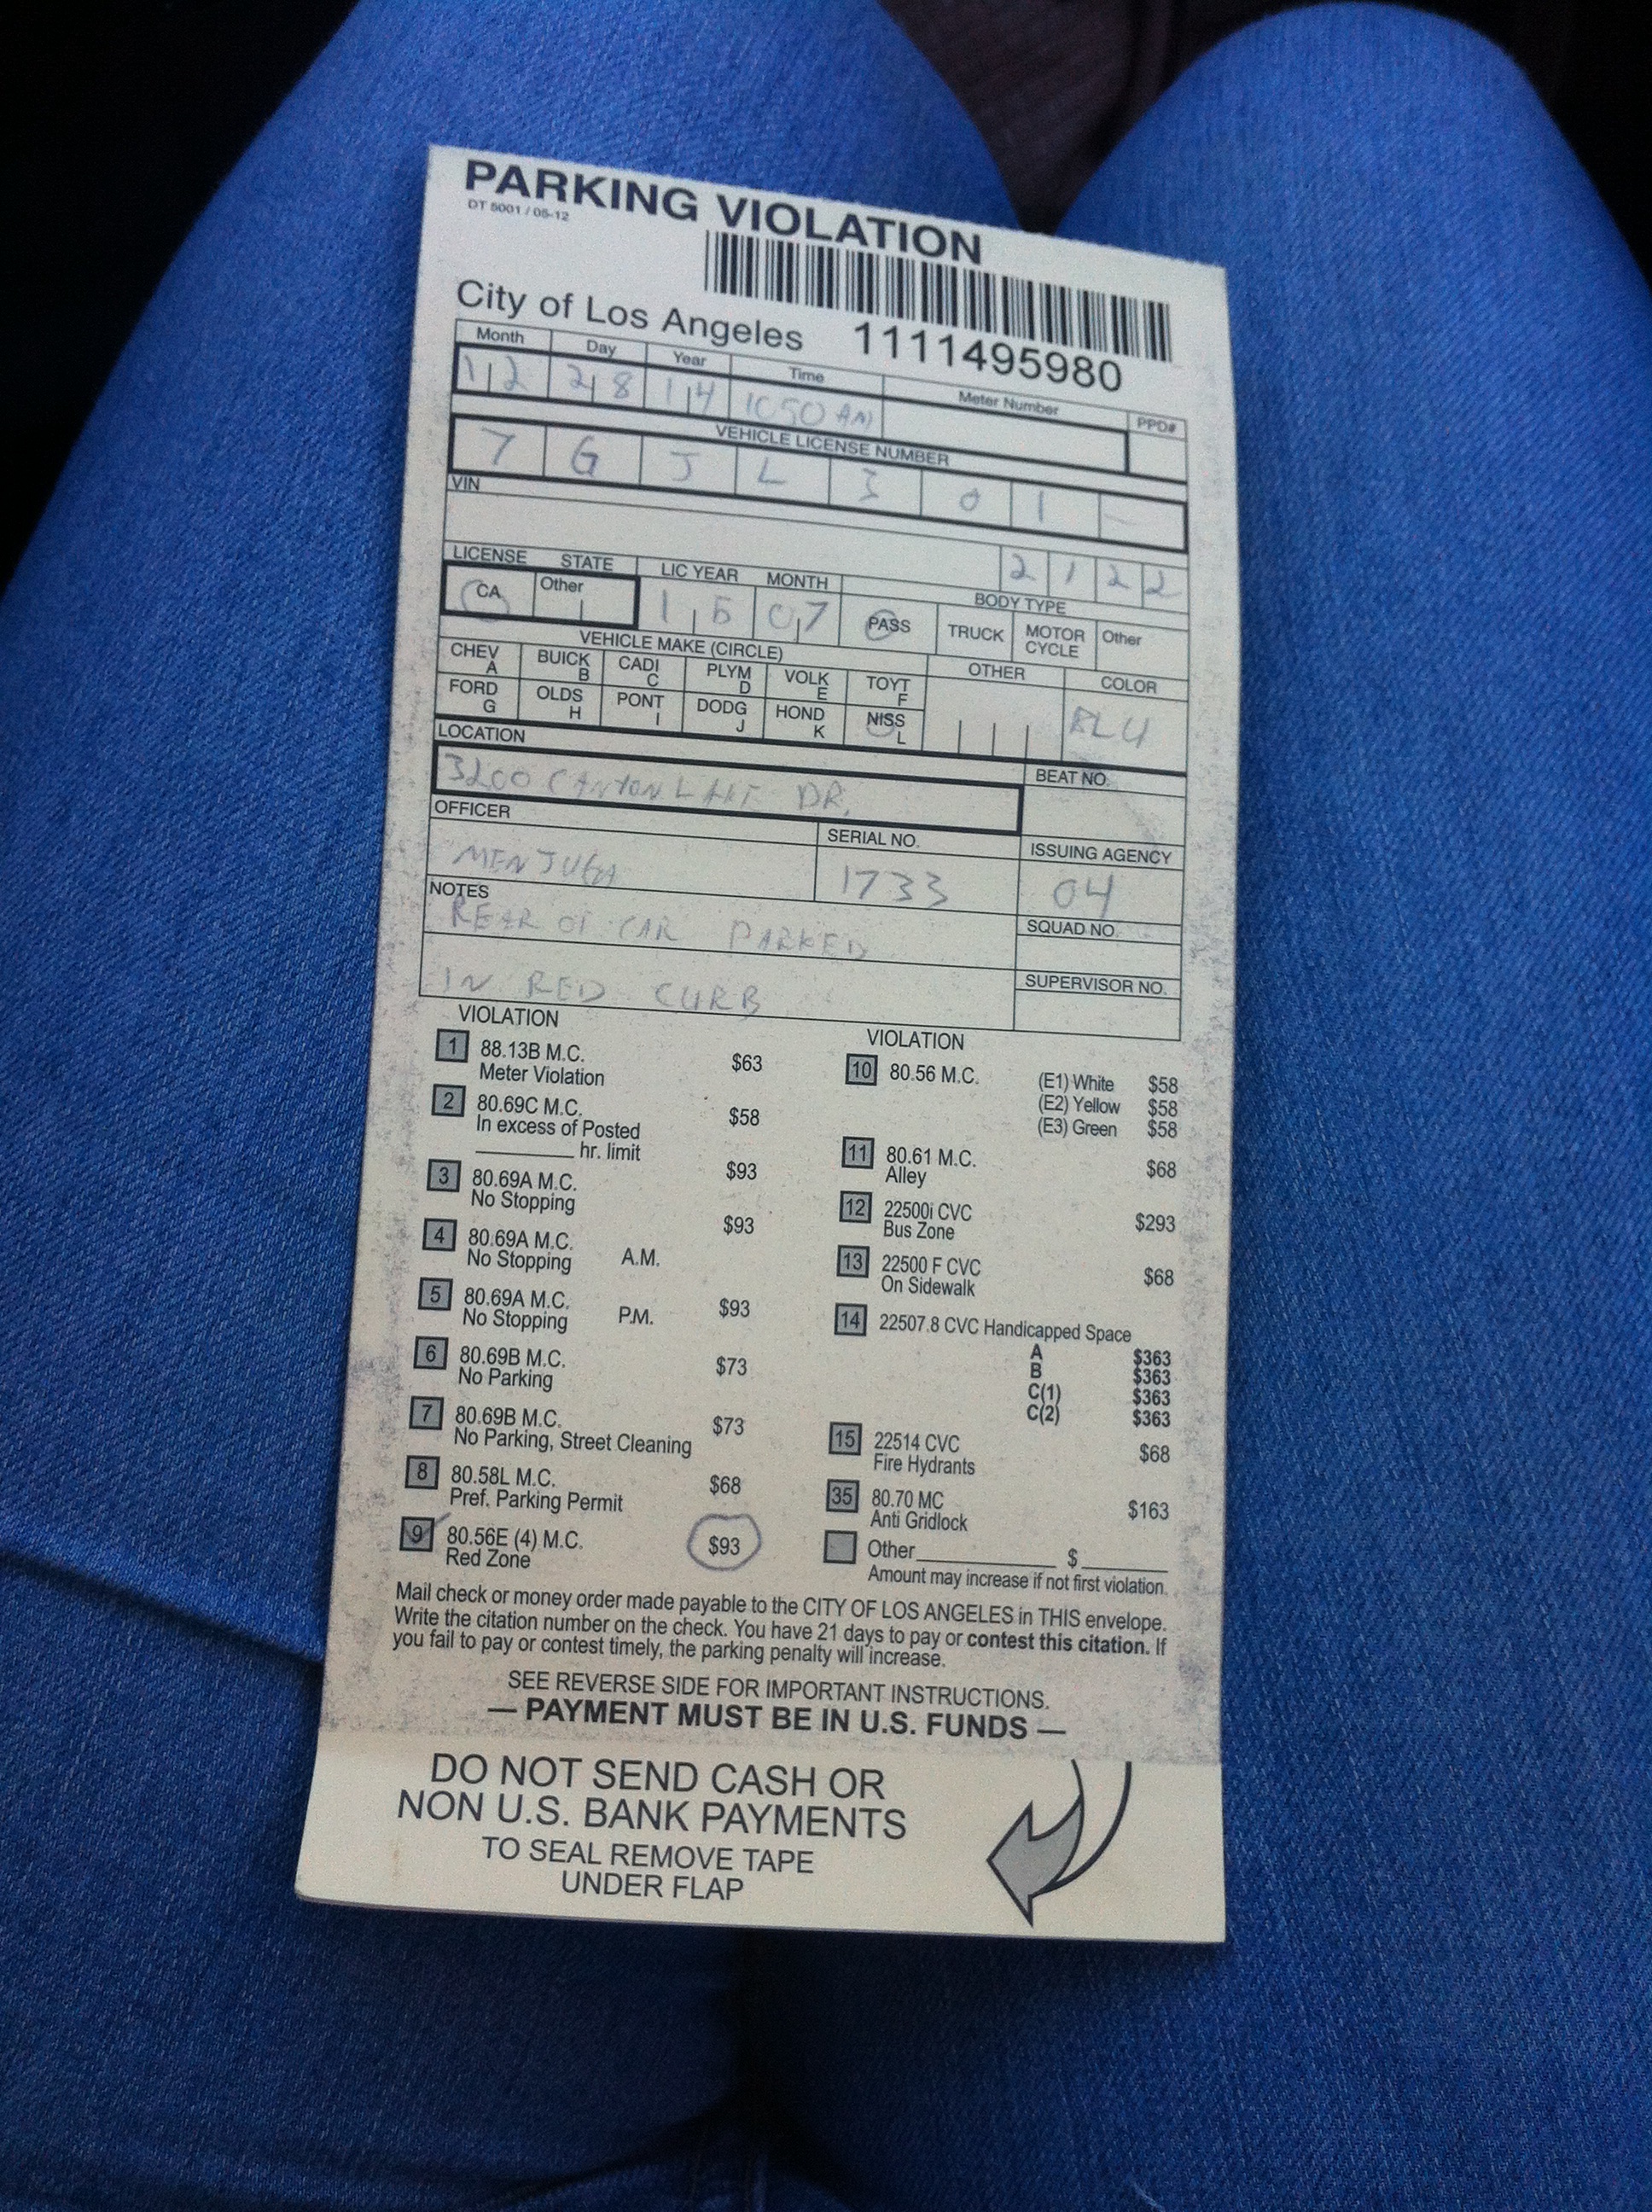 PARKING VIOLATION
DT 5001 / 05-12
City of Los Angeles 1111495980
Month Day Year Time Meter Number PPD#
12 28 14 1050 AM
VEHICLE LICENSE NUMBER
7 G J L 3 0 1 —
VIN
2122
LICENSE STATE LIC YEAR MONTH BODY TYPE
CA Other 15 07 PASS TRUCK MOTOR CYCLE Other
VEHICLE MAKE (CIRCLE) OTHER COLOR
CHEV A BUICK B CADI C PLYM D VOLK E TOYT F
FORD G OLDS H PONT I DODG J HOND K NISS L BLU
LOCATION BEAT NO.
3200 CANYON LAKE DR.
OFFICER SERIAL NO. ISSUING AGENCY
1733 04
NOTES
REAR OF CAR PARKED
SQUAD NO.
IN RED CURB
SUPERVISOR NO.
VIOLATION
1 88.13B M.C. $63
Meter Violation
2 80.69C M.C. $58
In excess of Posted
hr. limit
3 80.69A M.C. $93
No Stopping
4 80.69A M.C. $93
No Stopping A.M.
5 80.69A M.C. $93
No Stopping P.M.
6 80.69B M.C. $73
No Parking
7 80.69B M.C. $73
No Parking, Street Cleaning
8 80.58L M.C. $68
Pref. Parking Permit
9 80.56E (4) M.C. $93
Red Zone
VIOLATION
10 80.56 M.C. (E1) White $58
(E2) Yellow $58
(E3) Green $58
11 80.61 M.C. $68
Alley
12 22500i CVC $293
Bus Zone
13 22500 F CVC $68
On Sidewalk
14 22507.8 CVC Handicapped Space
A $363
B $363
C(1) $363
C(2) $363
15 22514 CVC $68
Fire Hydrants
35 80.70 MC $163
Anti Gridlock
Other $
Amount may increase if not first violation.
Mail check or money order made payable to the CITY OF LOS ANGELES in THIS envelope.
Write the citation number on the check. You have 21 days to pay or contest this citation. If
you fail to pay or contest timely, the parking penalty will increase.
SEE REVERSE SIDE FOR IMPORTANT INSTRUCTIONS.
— PAYMENT MUST BE IN U.S. FUNDS —
DO NOT SEND CASH OR
NON U.S. BANK PAYMENTS
TO SEAL REMOVE TAPE
UNDER FLAP